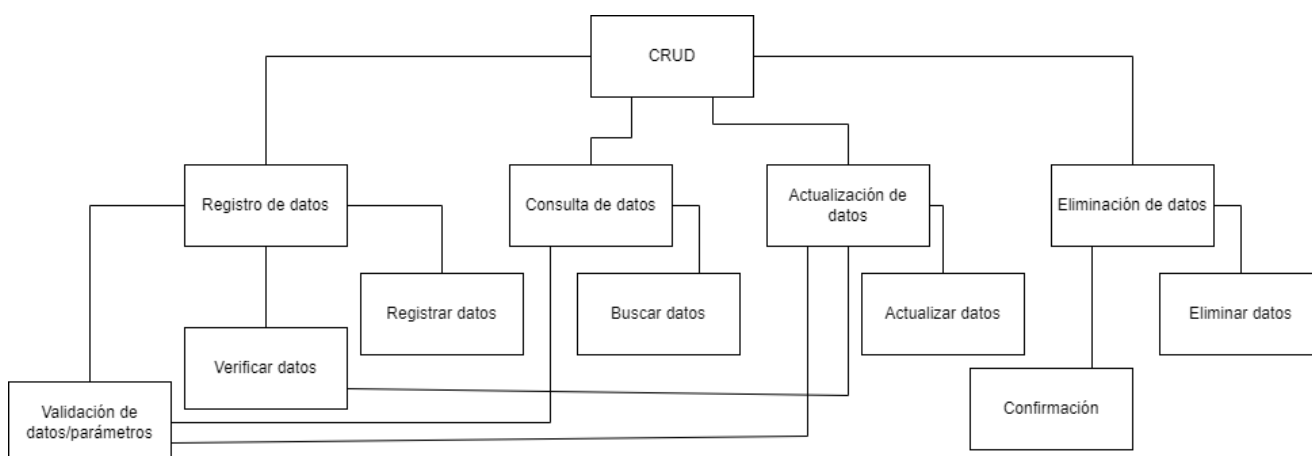 CRUD
Registro de datos
Consulta de datos
Actualización de
datos
Eliminación de datos
Registrar datos
Buscar datos
Actualizar datos
Eliminar datos
Verificar datos
Confirmación
Validación de
datos/parámetros